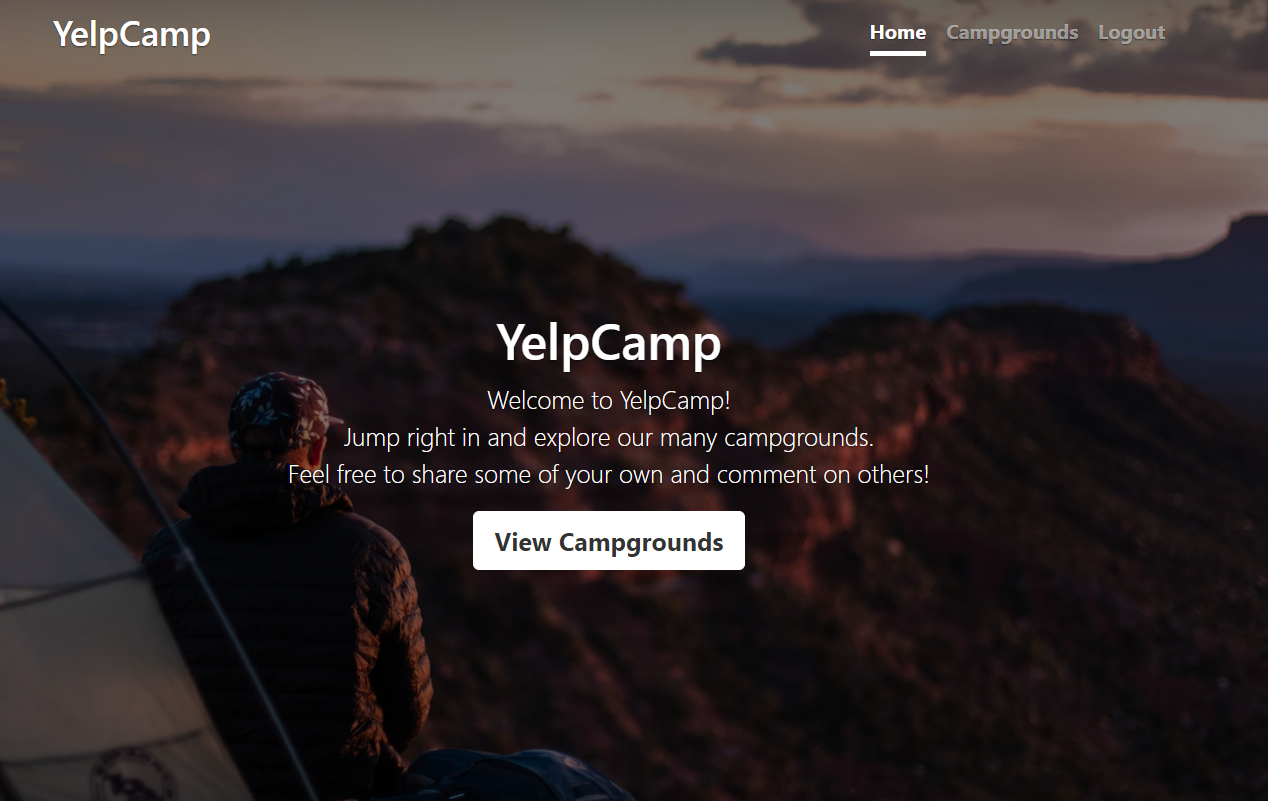 YelpCamp
Home Campgrounds Logout
YelpCamp
Welcome to YelpCamp!
Jump right in and explore our many campgrounds.
Feel free to share some of your own and comment on others!
View Campgrounds